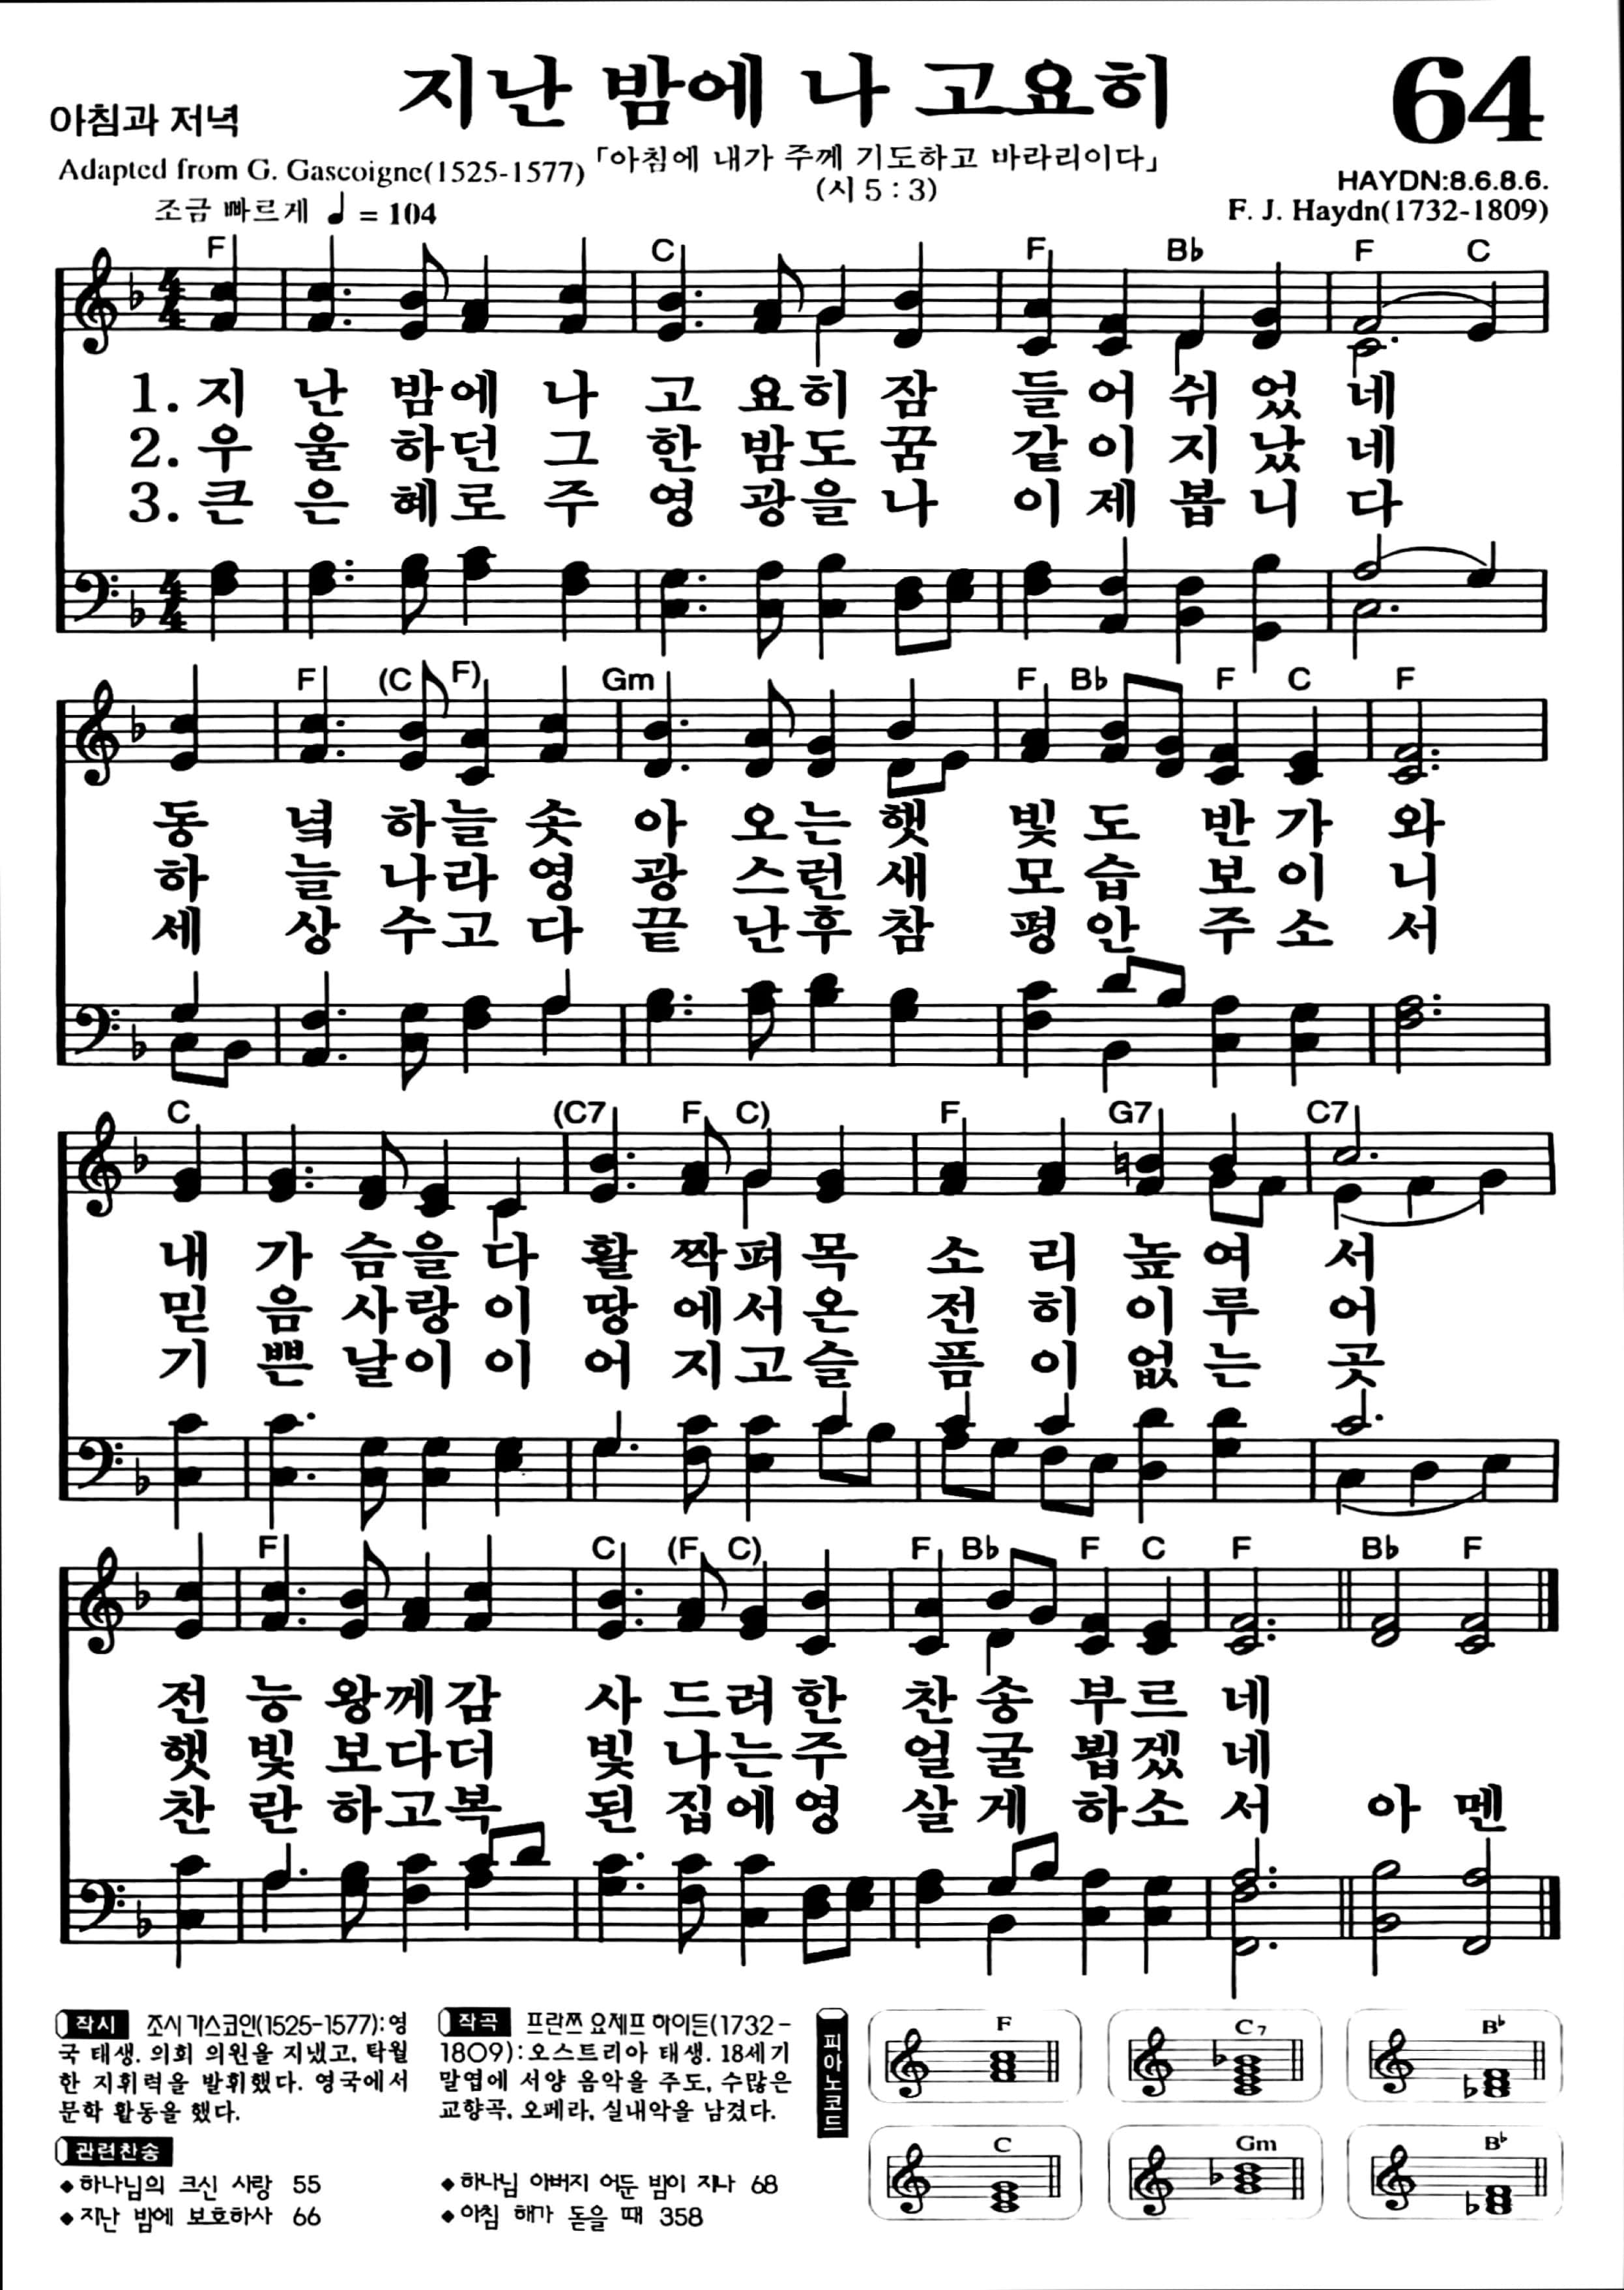 지난 밤에 나 고요히
64
아침과 저녁
Adapted from G. Gascoigne(1525-1577)
「아침에 내가 주께 기도하고 바라리이다」
(시 5 : 3)
HAYDN:8.6.8.6.
F. J. Haydn(1732-1809)
조금 빠르게 ♩ = 104
F C F B♭ F C
1. 지 난 밤에 나 고 요히 잠 들 어 쉬 었 네
2. 우 울 하던 그 한 밤도 꿈 같 이 지 났 네
3. 큰 은 혜로 주 영 광을 나 이 제 봅 니 다
F (C F) Gm F B♭ F C F
동 녘 하늘 솟 아 오는 햇 빛 도 반 가 와
하 늘 나라 영 광 스런 새 모 습 보 이 니
세 상 수고 다 끝 난후 참 평 안 주 소 서
C (C7 F C) F G7 C7
내 가 슴을 다 활 짝펴 목 소 리 높 여 서
믿 음 사랑 이 땅 에서 온 전 히 이 루 어
기 쁜 날이 이 어 지고 슬 픔 이 없 는 곳
F C (F C) F B♭ F C F B♭ F
전 능 왕께 감 사 드려 한 찬 송 부르 네
햇 빛 보다 더 빛 나는 주 얼 굴 뵙겠 네
찬 란 하고 복 된 집에 영 살 게 하소 서 아 멘
작시 조시 가스코인(1525-1577):영
국 태생. 의회 의원을 지냈고, 탁월
한 지휘력을 발휘했다. 영국에서
문학 활동을 했다.
작곡 프란쯔 요제프 하이든(1732-
1809):오스트리아 태생. 18세기
말엽에 서양 음악을 주도, 수많은
교향곡, 오페라, 실내악을 남겼다.
관련찬송
◆하나님의 크신 사랑 55
◆지난 밤에 보호하사 66
◆하나님 아버지 어둔 밤이 지나 68
◆아침 해가 돋을 때 358
피아노코드
F C7 B♭
C Gm B♭